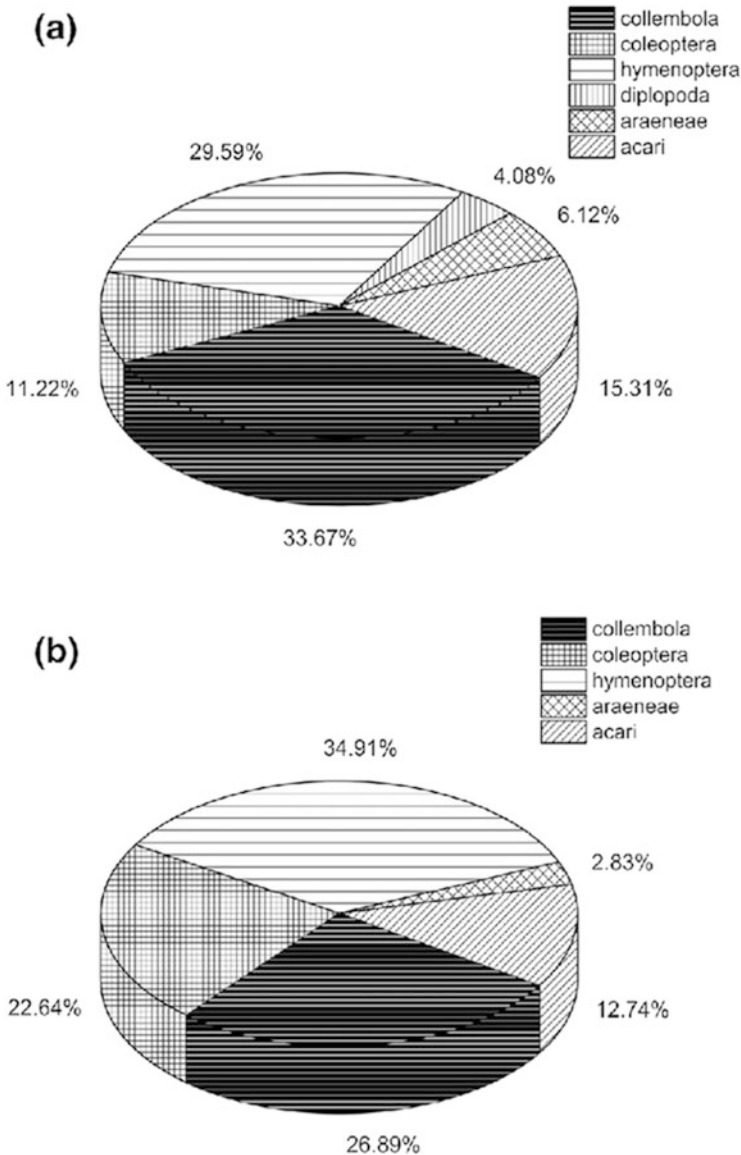 (a)
collembola
coleoptera
hymenoptera
diplopoda
araeneae
acari
29.59%
4.08%
6.12%
11.22%
15.31%
33.67%
(b)
collembola
coleoptera
hymenoptera
araeneae
acari
34.91%
2.83%
22.64%
12.74%
26.89%